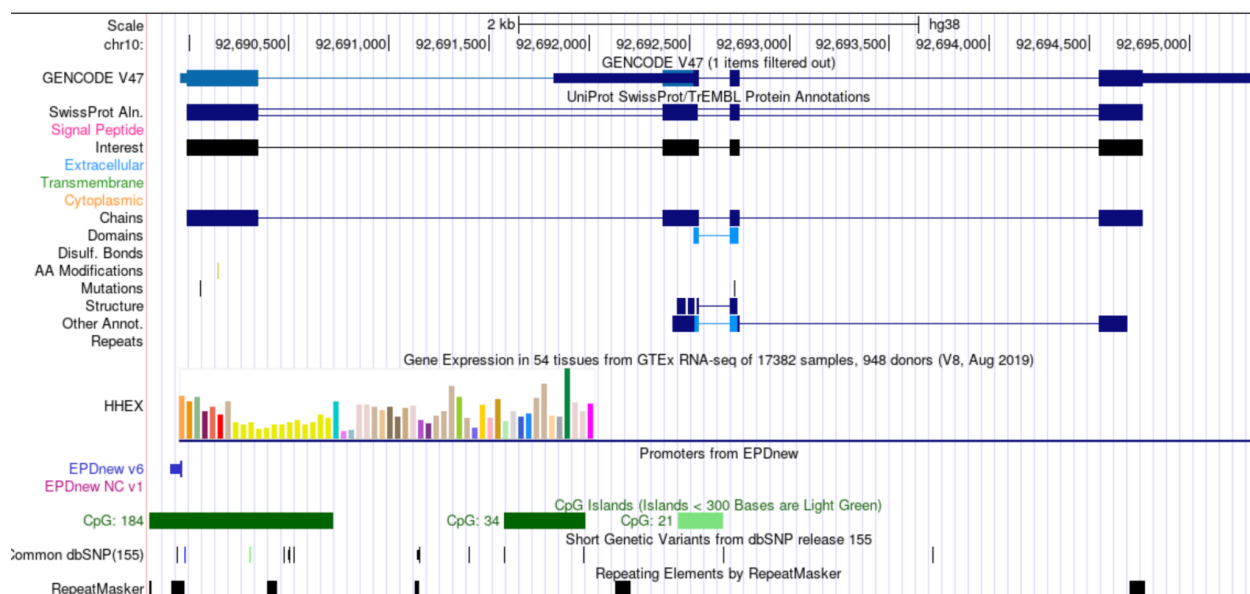 Scale 2 kb hg38
chr10: 92,690,500 92,691,000 92,691,500 92,692,000 92,692,500 92,693,000 92,693,500 92,694,000 92,694,500 92,695,000
GENCODE V47 (1 items filtered out)
GENCODE V47
UniProt SwissProt/TrEMBL Protein Annotations
SwissProt Aln.
Signal Peptide
Interest
Extracellular
Transmembrane
Cytoplasmic
Chains
Domains
Disulf. Bonds
AA Modifications
Mutations
Structure
Other Annot.
Repeats
Gene Expression in 54 tissues from GTEx RNA-seq of 17382 samples, 948 donors (V8, Aug 2019)
HHEX
Promoters from EPDnew
EPDnew v6
EPDnew NC v1
CpG Islands (Islands < 300 Bases are Light Green)
CpG: 184 CpG: 34 CpG: 21
Short Genetic Variants from dbSNP release 155
Common dbSNP(155)
Repeating Elements by RepeatMasker
RepeatMasker